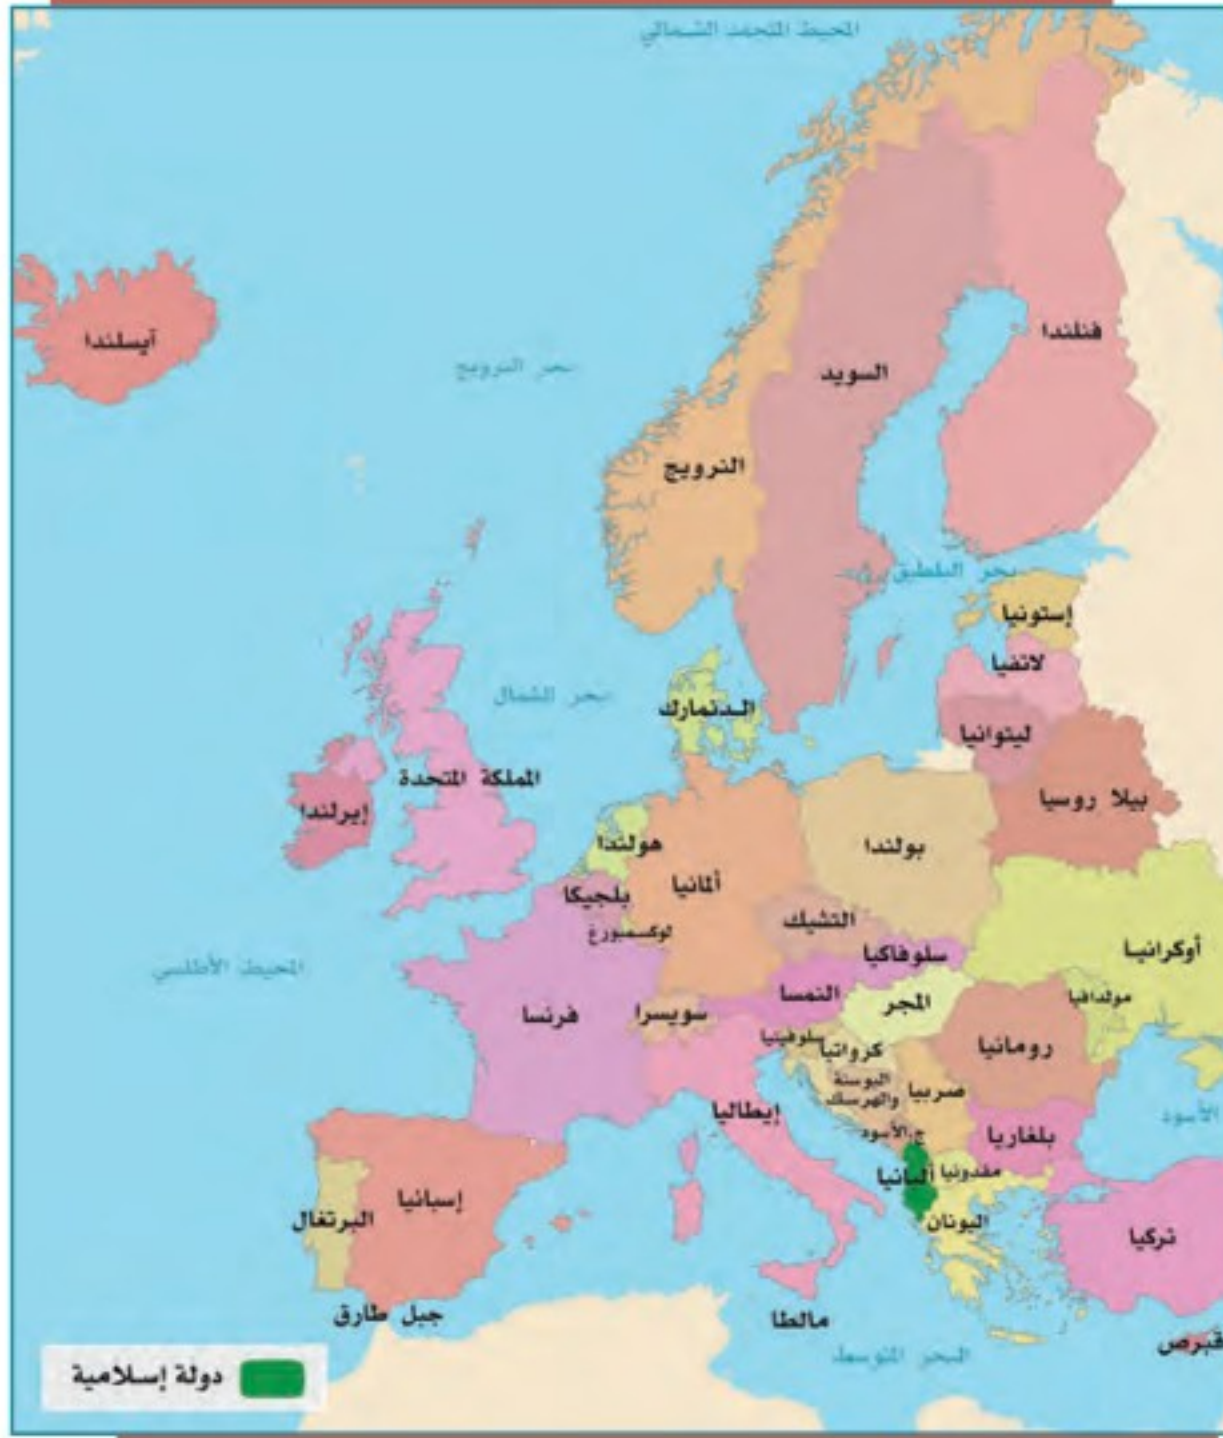 المحيط المتجمد الشمالي
آيسلندا
فنلندا
بحر النرويج
السويد
النرويج
بحر البلطيق
إستونيا
لاتفيا
بحر الشمال
الدنمارك
ليتوانيا
المملكة المتحدة
بيلا روسيا
إيرلندا
هولندا
بولندا
ألمانيا
بلجيكا
التشيك
لوكسمبورغ
أوكرانيا
سلوفاكيا
المحيط الأطلسي
النمسا
المجر
مولدافيا
فرنسا
سويسرا
سلوفينيا
كرواتيا
رومانيا
البوسنة
والهرسك
صربيا
إيطاليا
الأسود
ج.الأسود
بلغاريا
ألبانيا
مقدونيا
إسبانيا
البرتغال
اليونان
تركيا
جبل طارق
مالطا
قبرص
البحر المتوسط
دولة إسلامية